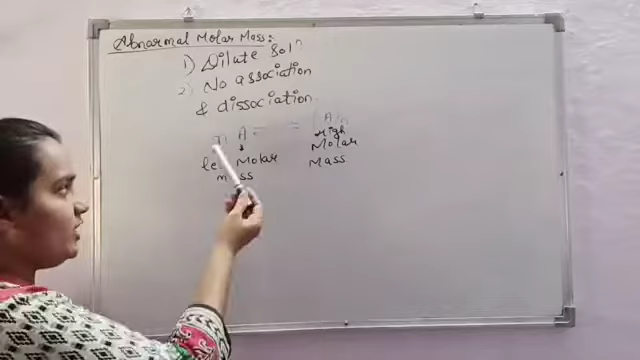 Abnormal Molar Mass:
1) Dilute Solⁿ
2) No association
& dissociation.
n A = (A)n
less Molar mass
High Molar Mass